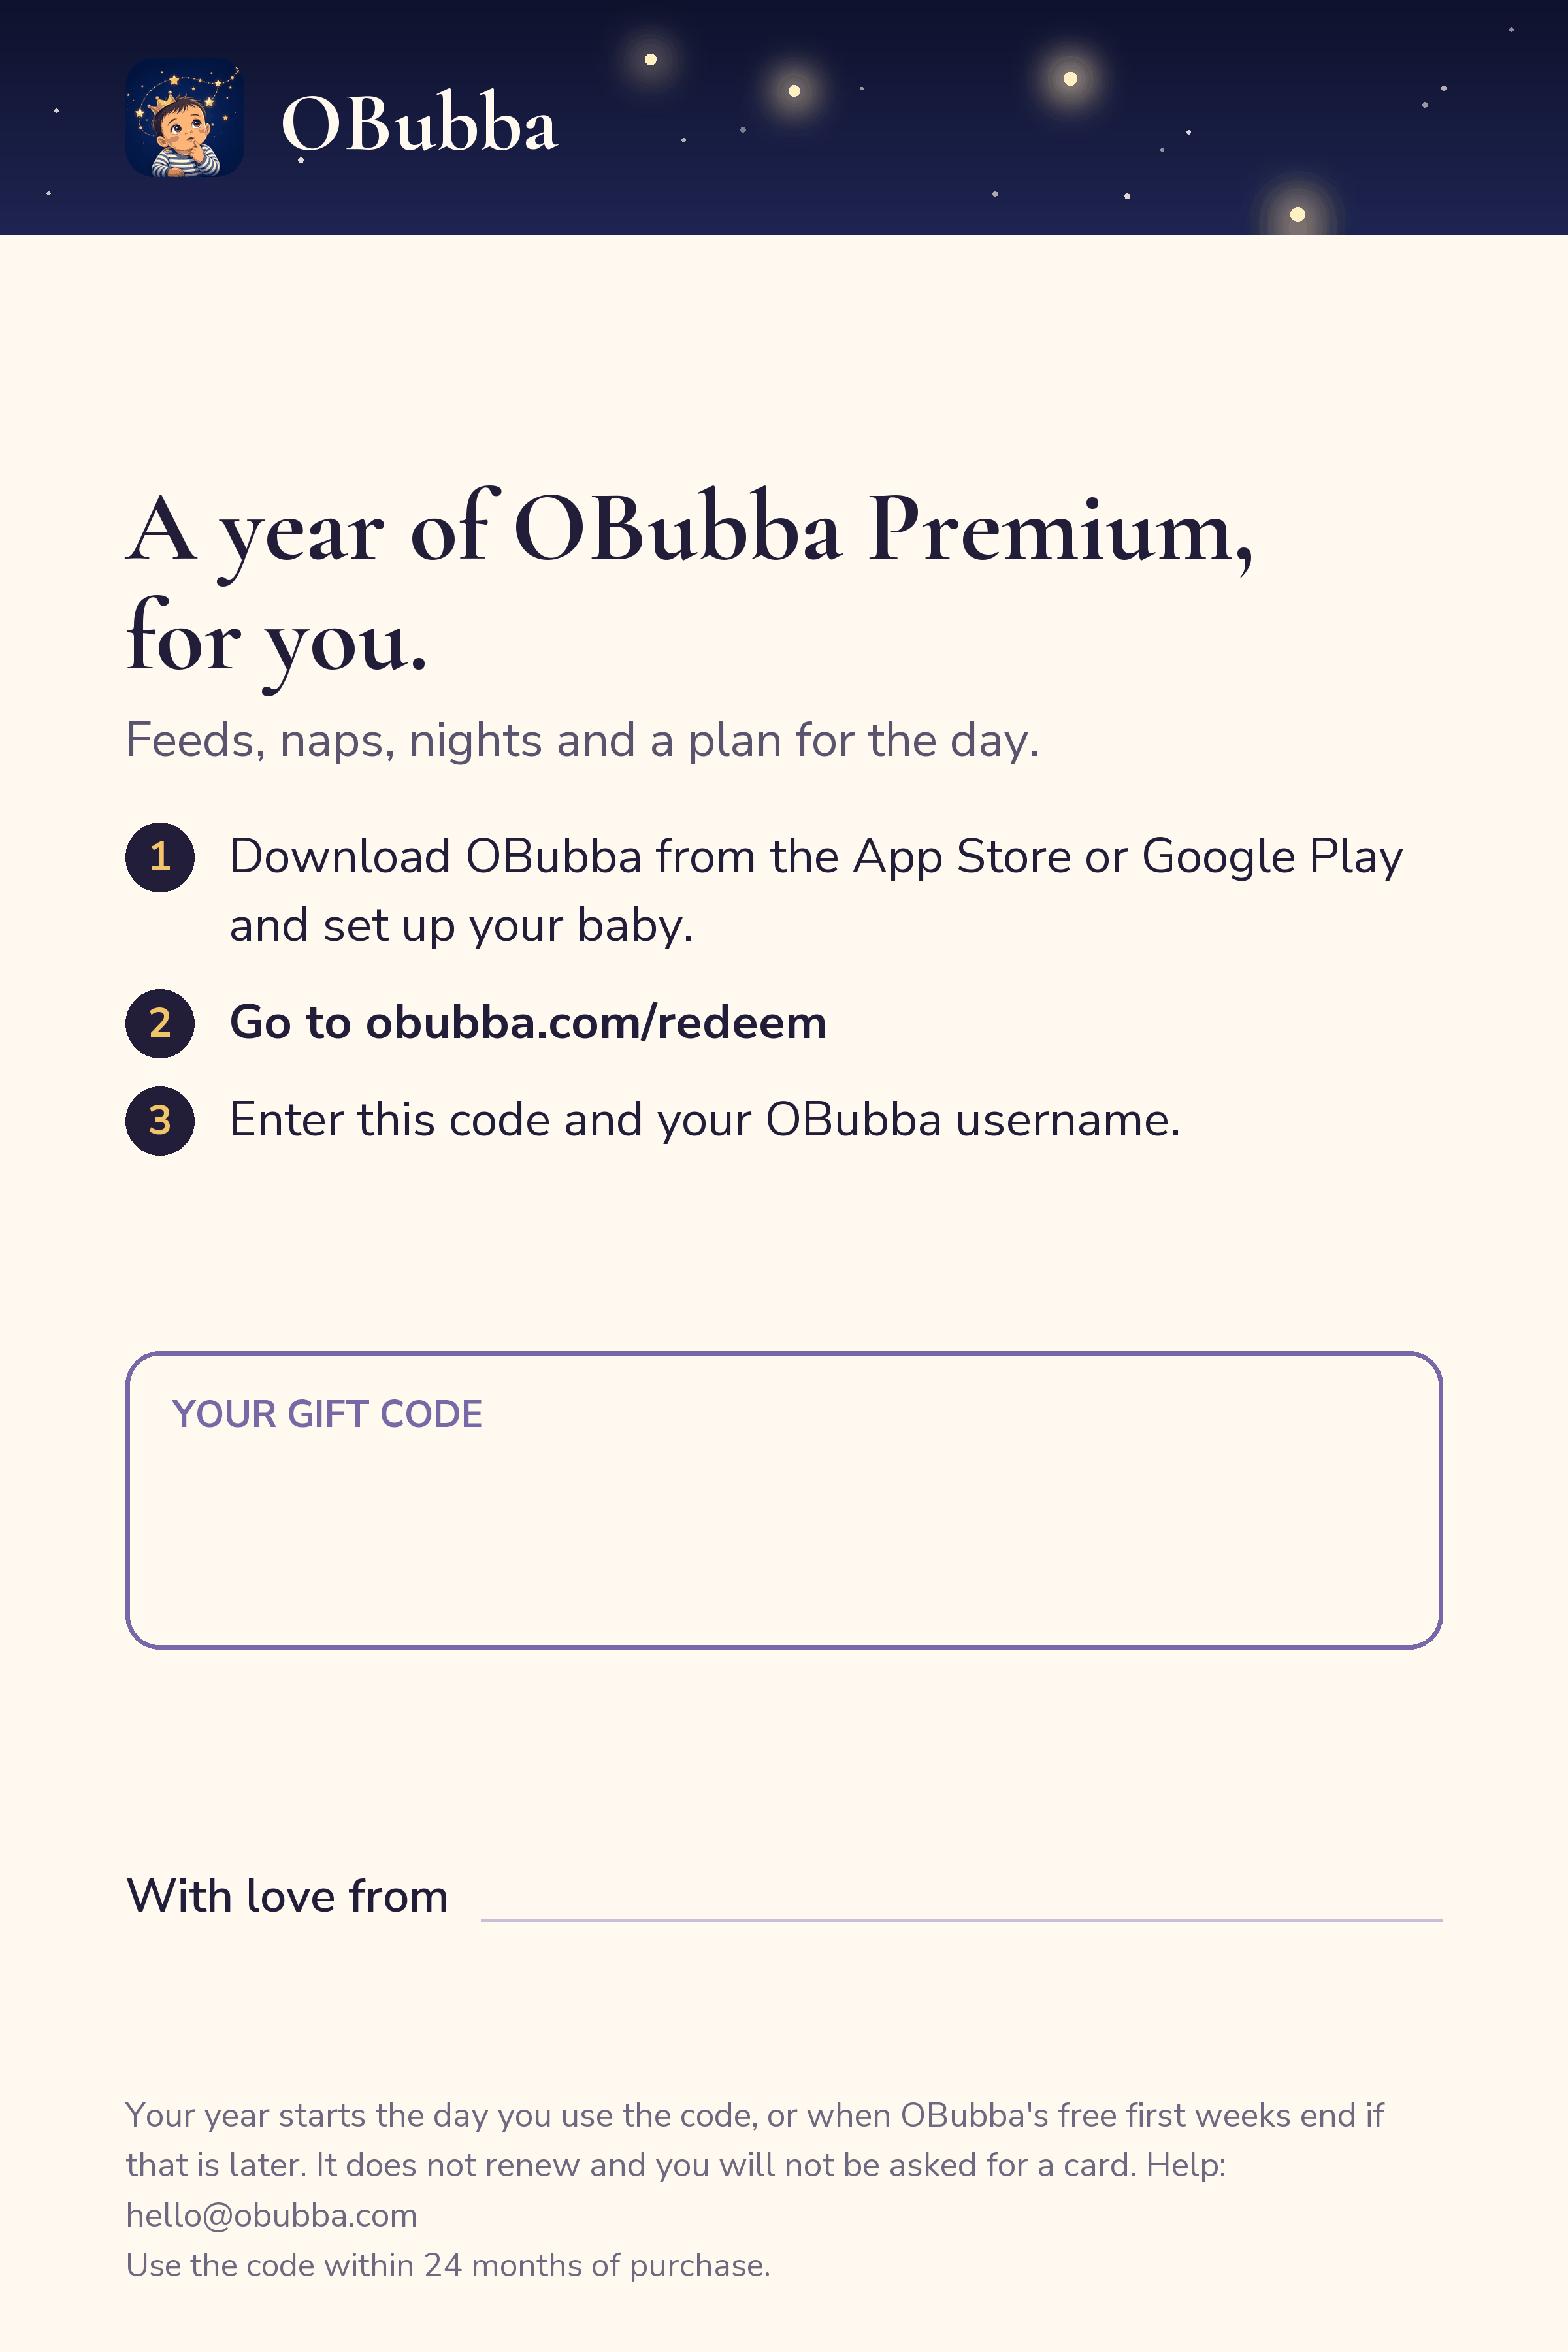 OBubba
A year of OBubba Premium,
for you.
Feeds, naps, nights and a plan for the day.
1 Download OBubba from the App Store or Google Play
and set up your baby.
2 Go to obubba.com/redeem
3 Enter this code and your OBubba username.
YOUR GIFT CODE
With love from
Your year starts the day you use the code, or when OBubba's free first weeks end if
that is later. It does not renew and you will not be asked for a card. Help:
hello@obubba.com
Use the code within 24 months of purchase.